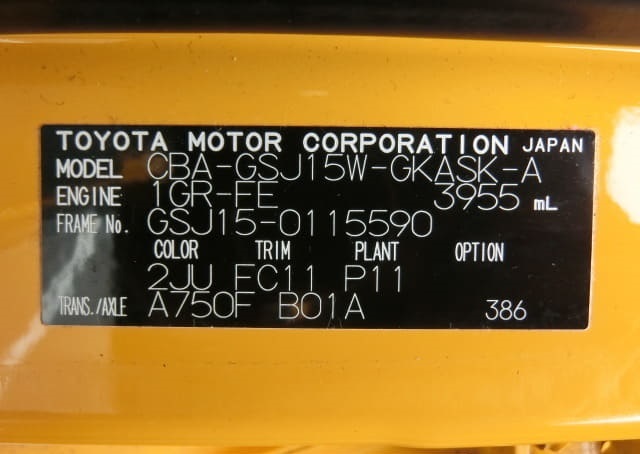 TOYOTA MOTOR CORPORATION JAPAN
MODEL CBA-GSJ15W-GKASK-A
ENGINE 1GR-FE 3955 mL
FRAME No. GSJ15-0115590
COLOR TRIM PLANT OPTION
2JU FC11 P11
TRANS./AXLE A750F B01A 386